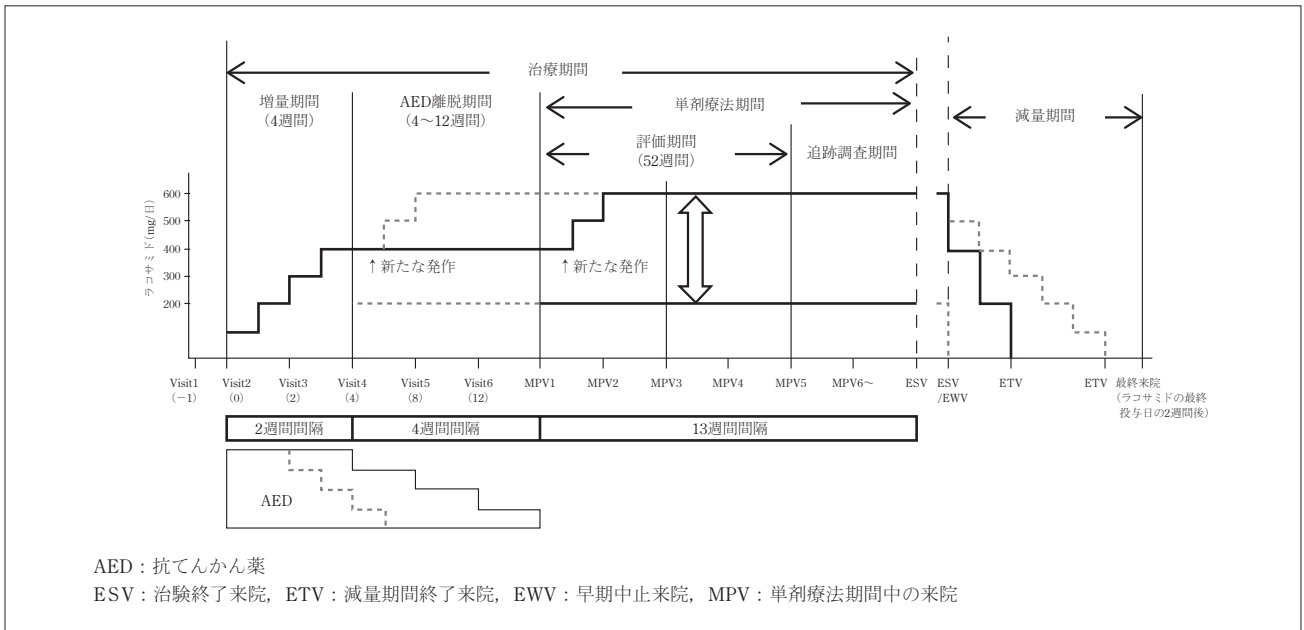 治療期間
増量期間
(4週間)
AED離脱期間
(4〜12週間)
単剤療法期間
減量期間
評価期間
(52週間)
追跡調査期間
ラコサミド(mg/日)
600
500
400
300
200
↑新たな発作
↑新たな発作
Visit1
(−1)
Visit2
(0)
Visit3
(2)
Visit4
(4)
Visit5
(8)
Visit6
(12)
MPV1
MPV2
MPV3
MPV4
MPV5
MPV6〜
ESV
ESV
/EWV
ETV
ETV
最終来院
(ラコサミドの最終
投与日の2週間後)
2週間間隔
4週間間隔
13週間間隔
AED
AED:抗てんかん薬
ESV:治験終了来院,ETV:減量期間終了来院,EWV:早期中止来院,MPV:単剤療法期間中の来院